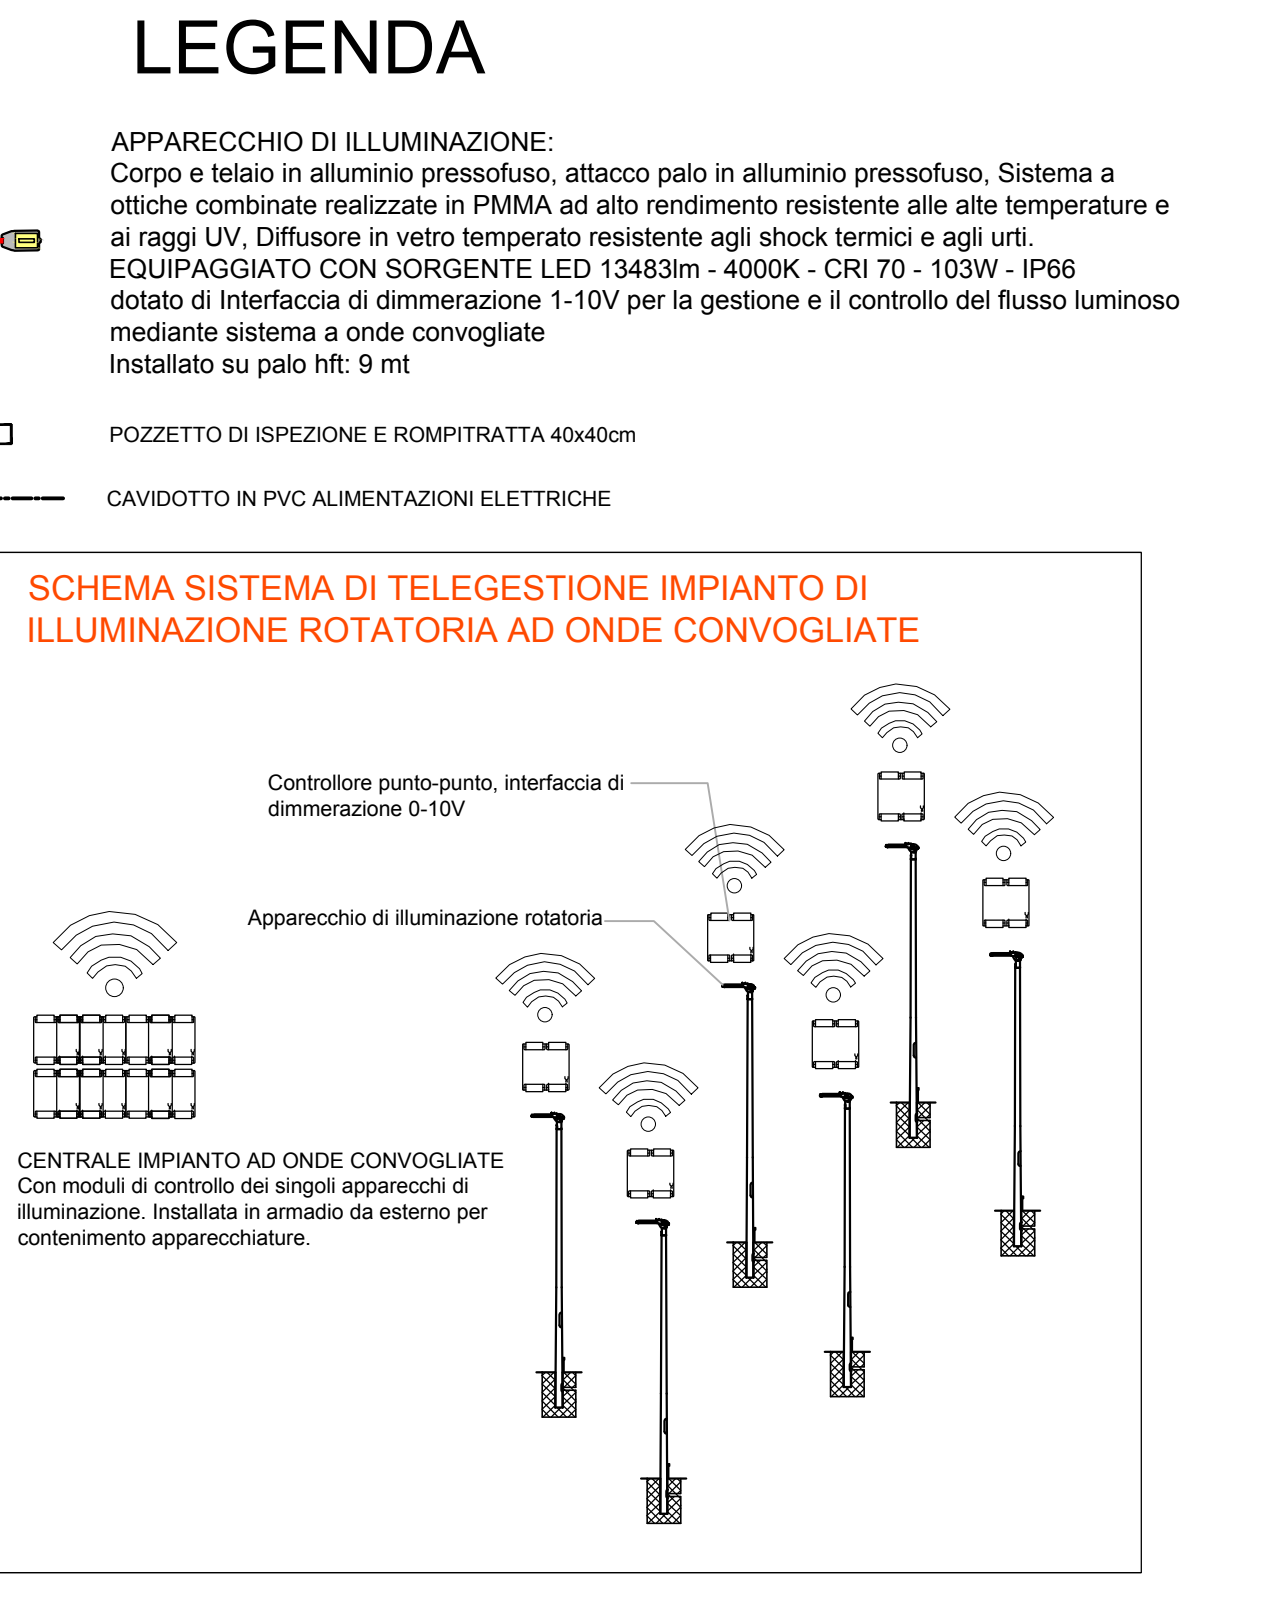 LEGENDA
APPARECCHIO DI ILLUMINAZIONE:
Corpo e telaio in alluminio pressofuso, attacco palo in alluminio pressofuso, Sistema a
ottiche combinate realizzate in PMMA ad alto rendimento resistente alle alte temperature e
ai raggi UV, Diffusore in vetro temperato resistente agli shock termici e agli urti.
EQUIPAGGIATO CON SORGENTE LED 13483lm - 4000K - CRI 70 - 103W - IP66
dotato di Interfaccia di dimmerazione 1-10V per la gestione e il controllo del flusso luminoso
mediante sistema a onde convogliate
Installato su palo hft: 9 mt
POZZETTO DI ISPEZIONE E ROMPITRATTA 40x40cm
CAVIDOTTO IN PVC ALIMENTAZIONI ELETTRICHE
SCHEMA SISTEMA DI TELEGESTIONE IMPIANTO DI
ILLUMINAZIONE ROTATORIA AD ONDE CONVOGLIATE
Controllore punto-punto, interfaccia di
dimmerazione 0-10V
Apparecchio di illuminazione rotatoria
CENTRALE IMPIANTO AD ONDE CONVOGLIATE
Con moduli di controllo dei singoli apparecchi di
illuminazione. Installata in armadio da esterno per
contenimento apparecchiature.